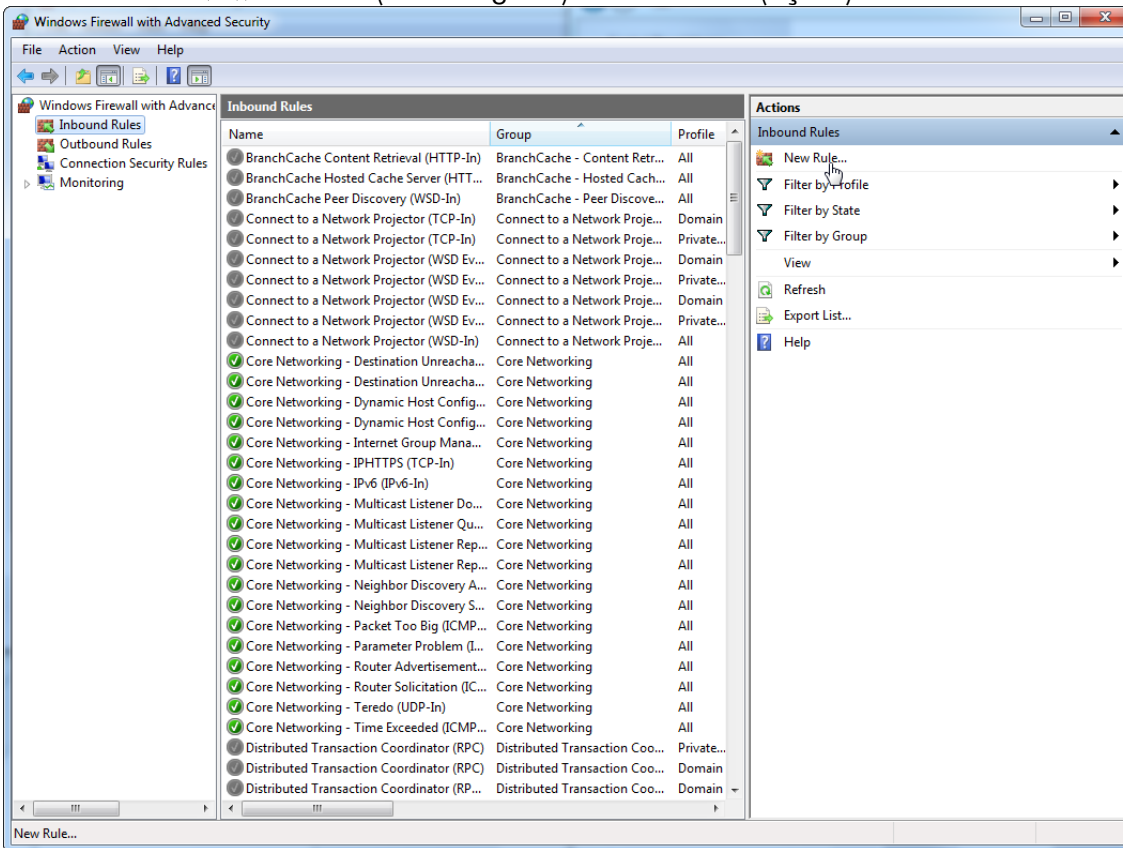 Windows Firewall with Advanced Security
File Action View Help
Windows Firewall with Advance
Inbound Rules
Outbound Rules
Connection Security Rules
Monitoring
Inbound Rules
Name Group Profile
BranchCache Content Retrieval (HTTP-In) BranchCache - Content Retr... All
BranchCache Hosted Cache Server (HTT... BranchCache - Hosted Cach... All
BranchCache Peer Discovery (WSD-In) BranchCache - Peer Discove... All
Connect to a Network Projector (TCP-In) Connect to a Network Proje... Domain
Connect to a Network Projector (TCP-In) Connect to a Network Proje... Private...
Connect to a Network Projector (WSD Ev... Connect to a Network Proje... Domain
Connect to a Network Projector (WSD Ev... Connect to a Network Proje... Private...
Connect to a Network Projector (WSD Ev... Connect to a Network Proje... Domain
Connect to a Network Projector (WSD Ev... Connect to a Network Proje... Private...
Connect to a Network Projector (WSD-In) Connect to a Network Proje... All
Core Networking - Destination Unreacha... Core Networking All
Core Networking - Destination Unreacha... Core Networking All
Core Networking - Dynamic Host Config... Core Networking All
Core Networking - Dynamic Host Config... Core Networking All
Core Networking - Internet Group Mana... Core Networking All
Core Networking - IPHTTPS (TCP-In) Core Networking All
Core Networking - IPv6 (IPv6-In) Core Networking All
Core Networking - Multicast Listener Do... Core Networking All
Core Networking - Multicast Listener Qu... Core Networking All
Core Networking - Multicast Listener Rep... Core Networking All
Core Networking - Multicast Listener Rep... Core Networking All
Core Networking - Neighbor Discovery A... Core Networking All
Core Networking - Neighbor Discovery S... Core Networking All
Core Networking - Packet Too Big (ICMP... Core Networking All
Core Networking - Parameter Problem (I... Core Networking All
Core Networking - Router Advertisement... Core Networking All
Core Networking - Router Solicitation (IC... Core Networking All
Core Networking - Teredo (UDP-In) Core Networking All
Core Networking - Time Exceeded (ICMP... Core Networking All
Distributed Transaction Coordinator (RPC) Distributed Transaction Coo... Private...
Distributed Transaction Coordinator (RPC) Distributed Transaction Coo... Domain
Distributed Transaction Coordinator (RP... Distributed Transaction Coo... Domain
Actions
Inbound Rules
New Rule...
Filter by Profile
Filter by State
Filter by Group
View
Refresh
Export List...
Help
New Rule...